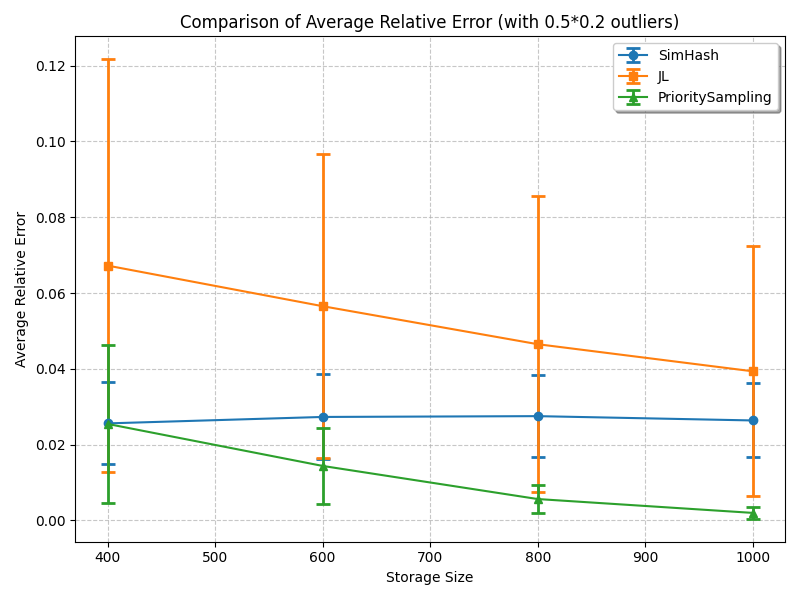 Comparison of Average Relative Error (with 0.5*0.2 outliers)
SimHash
JL
PrioritySampling
Average Relative Error
0.12
0.10
0.08
0.06
0.04
0.02
0.00
400 500 600 700 800 900 1000
Storage Size